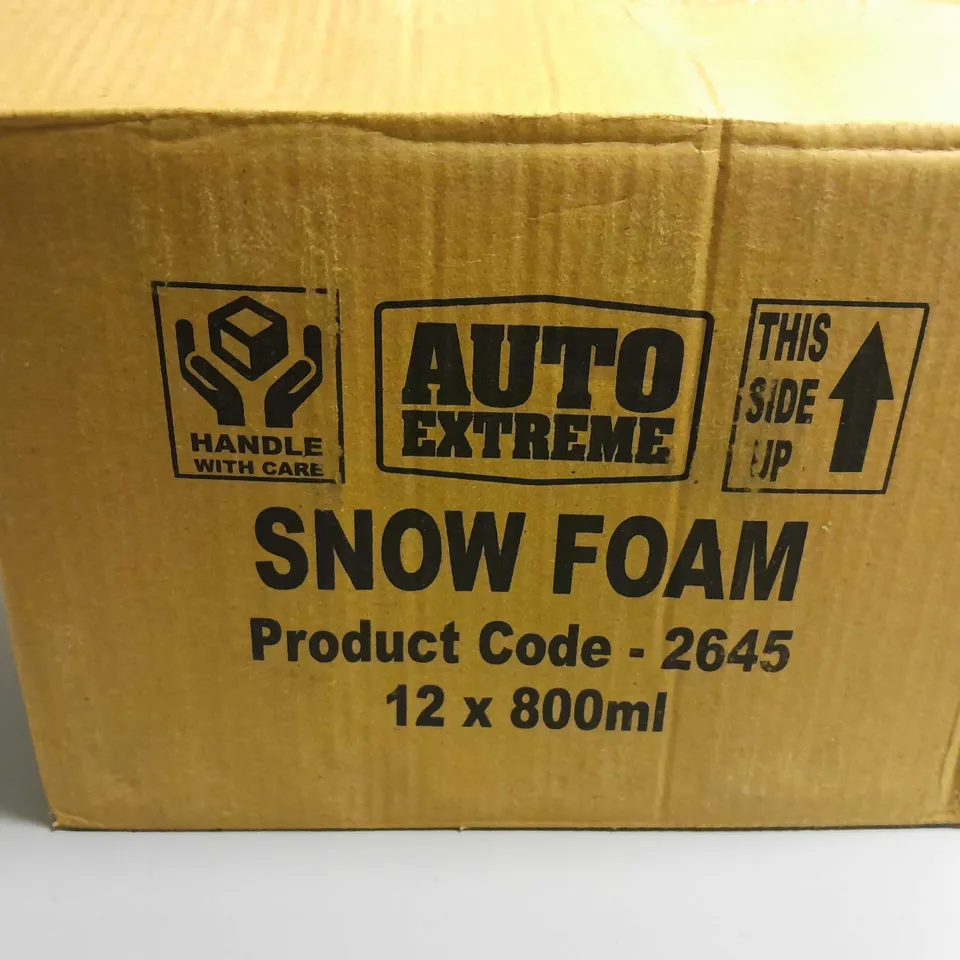 HANDLE
WITH CARE
AUTO
EXTREME
THIS
SIDE
UP
SNOW FOAM
Product Code - 2645
12 x 800ml